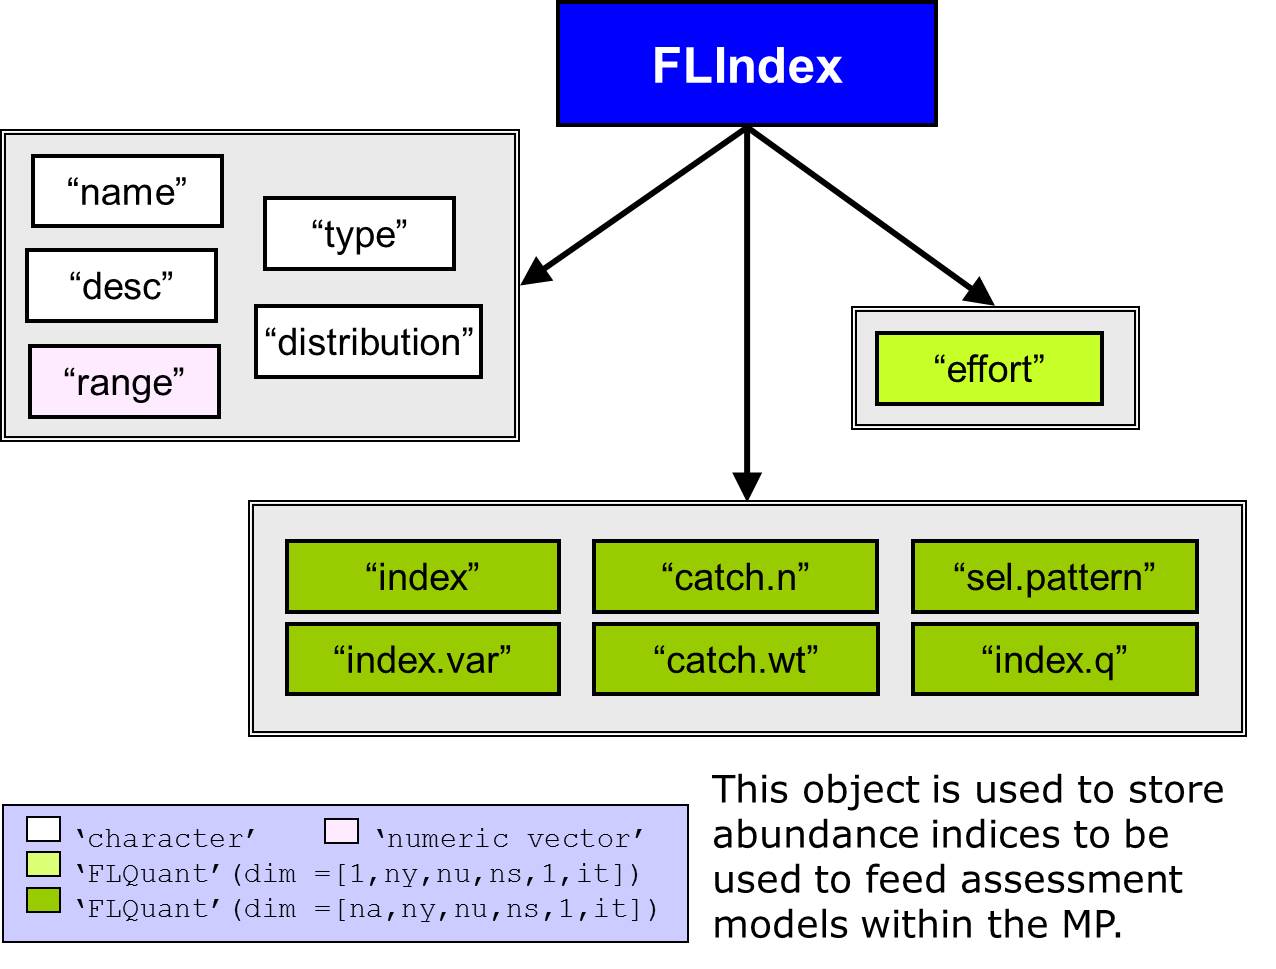 FLIndex
“name”
“type”
“desc”
“distribution”
“range”
“effort”
“index”
“catch.n”
“sel.pattern”
“index.var”
“catch.wt”
“index.q”
‘character’
‘numeric vector’
‘FLQuant’(dim =[1,ny,nu,ns,1,it])
‘FLQuant’(dim =[na,ny,nu,ns,1,it])
This object is used to store
abundance indices to be
used to feed assessment
models within the MP.